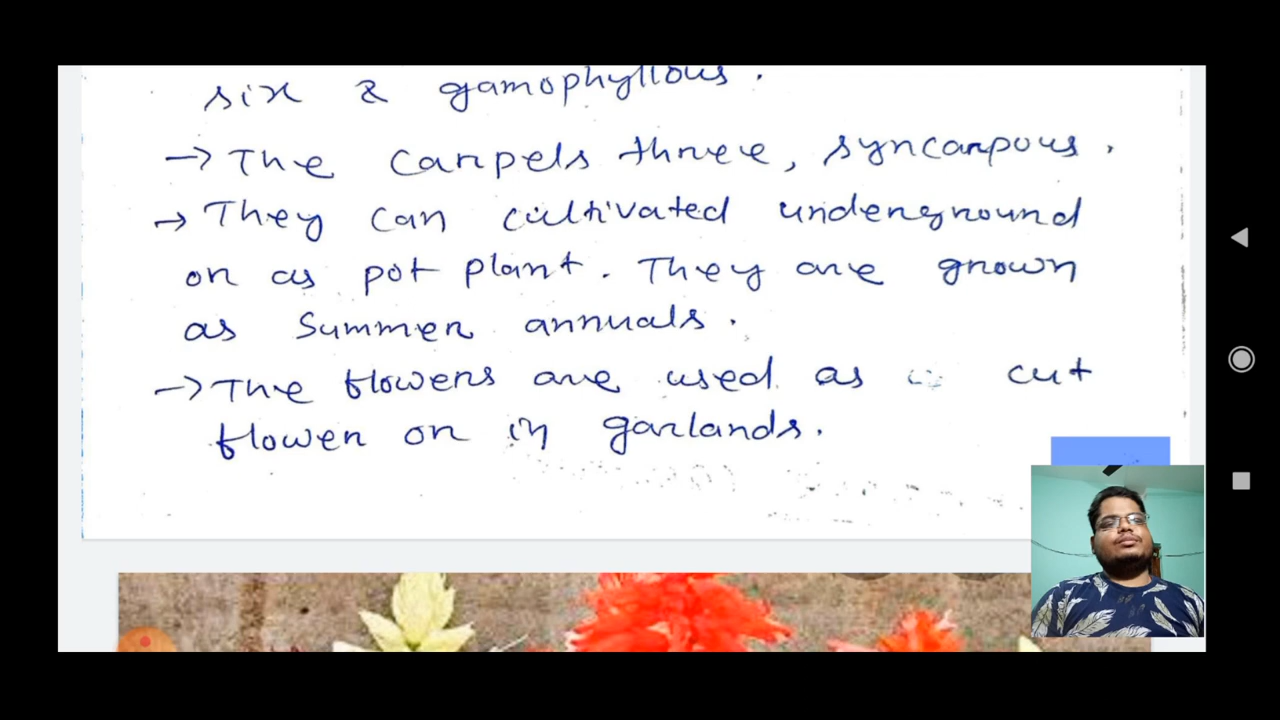 six & gamophyllous.
→ The carpels three, syncarpous.
→ They can cultivated underground
or as pot plant. They are grown
as Summer annuals.
→ The flowers are used as cut
flower or in garlands.